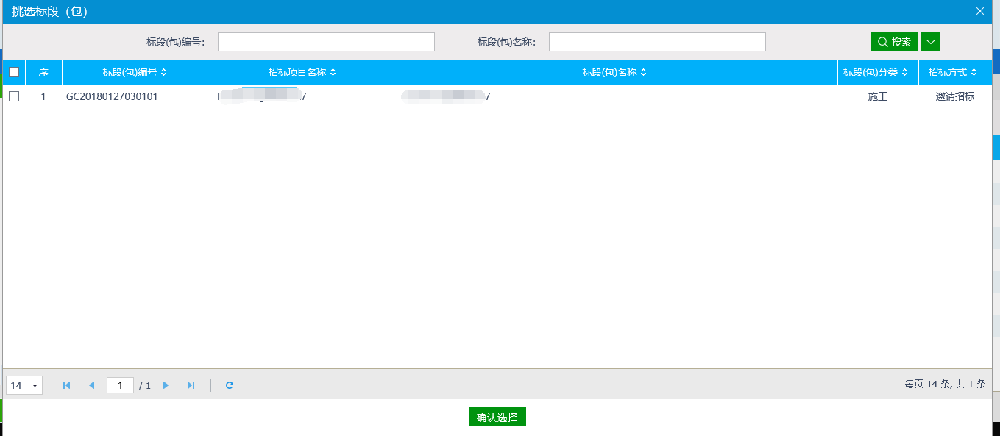 挑选标段（包）
标段(包)编号： 标段(包)名称： 搜索
序 标段(包)编号 招标项目名称 标段(包)名称 标段(包)分类 招标方式
1 GC20180127030101 7 7 施工 邀请招标
14 1 / 1 每页 14 条, 共 1 条
确认选择